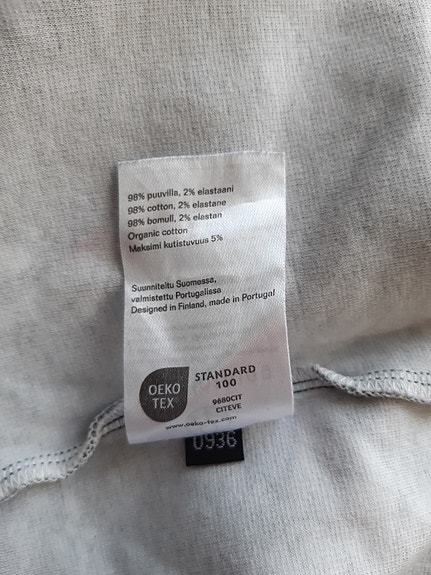 98% puuvilla, 2% elastaani
98% cotton, 2% elastane
98% bomull, 2% elastan
Organic cotton
Maksimi kutistuvuus 5%
Suunniteltu Suomessa,
valmistettu Portugalissa
Designed in Finland, made in Portugal
OEKO
TEX
STANDARD
100
9680CIT
CITEVE
www.oeko-tex.com
0936